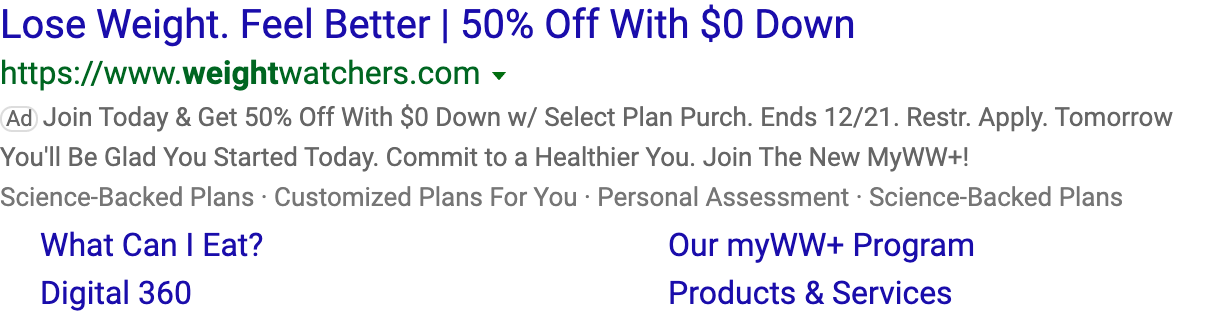 Lose Weight. Feel Better | 50% Off With $0 Down
https://www.weightwatchers.com
Ad Join Today & Get 50% Off With $0 Down w/ Select Plan Purch. Ends 12/21. Restr. Apply. Tomorrow
You'll Be Glad You Started Today. Commit to a Healthier You. Join The New MyWW+!
Science-Backed Plans · Customized Plans For You · Personal Assessment · Science-Backed Plans
What Can I Eat? Our myWW+ Program
Digital 360 Products & Services